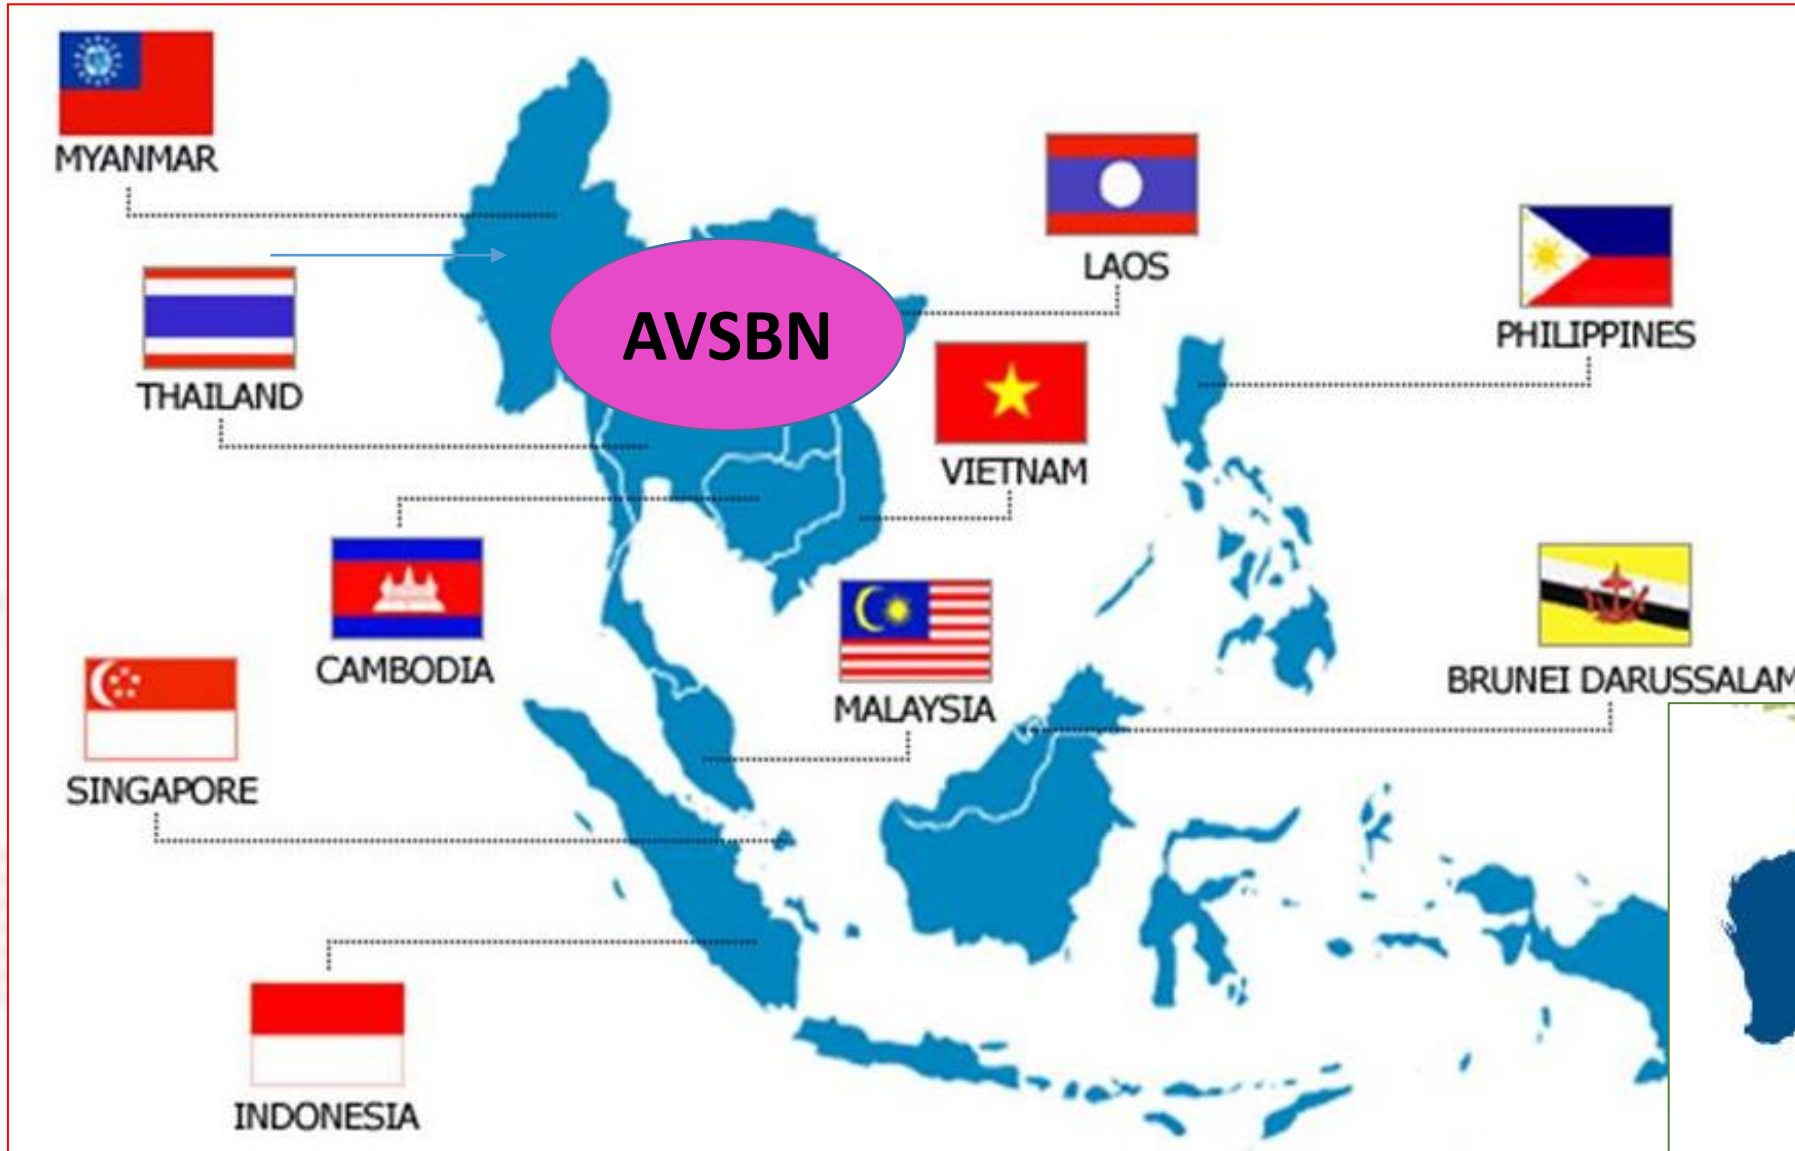 MYANMAR
LAOS
PHILIPPINES
AVSBN
THAILAND
VIETNAM
CAMBODIA
BRUNEI DARUSSALAM
MALAYSIA
SINGAPORE
INDONESIA